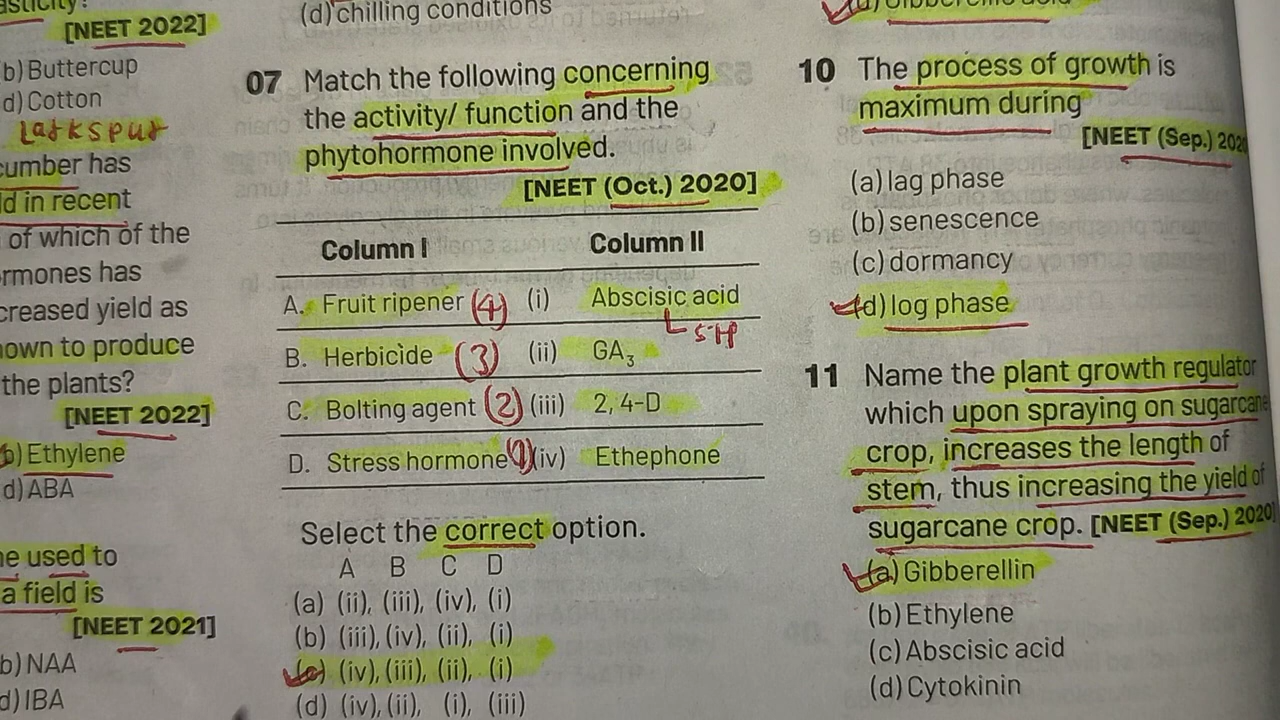 [NEET 2022]
b) Buttercup
d) Cotton
Larkspur
cumber has
ld in recent
of which of the
rmones has
creased yield as
nown to produce
the plants?
[NEET 2022]
b) Ethylene
d) ABA
ne used to
a field is
[NEET 2021]
b) NAA
d) IBA
(d) chilling conditions
07 Match the following concerning
the activity/ function and the
phytohormone involved.
[NEET (Oct.) 2020]
Column I Column II
A. Fruit ripener (4) (i) Abscisic acid
SH
B. Herbicide (3) (ii) GA₃
C. Bolting agent (2) (iii) 2, 4-D
D. Stress hormone (1) (iv) Ethephone
Select the correct option.
A B C D
(a) (ii), (iii), (iv), (i)
(b) (iii), (iv), (ii), (i)
(c) (iv), (iii), (ii), (i)
(d) (iv), (ii), (i), (iii)
(d) Gibberellic acid
10 The process of growth is
maximum during
[NEET (Sep.) 202
(a) lag phase
(b) senescence
(c) dormancy
(d) log phase
11 Name the plant growth regulator
which upon spraying on sugarcane
crop, increases the length of
stem, thus increasing the yield of
sugarcane crop. [NEET (Sep.) 2020]
(a) Gibberellin
(b) Ethylene
(c) Abscisic acid
(d) Cytokinin